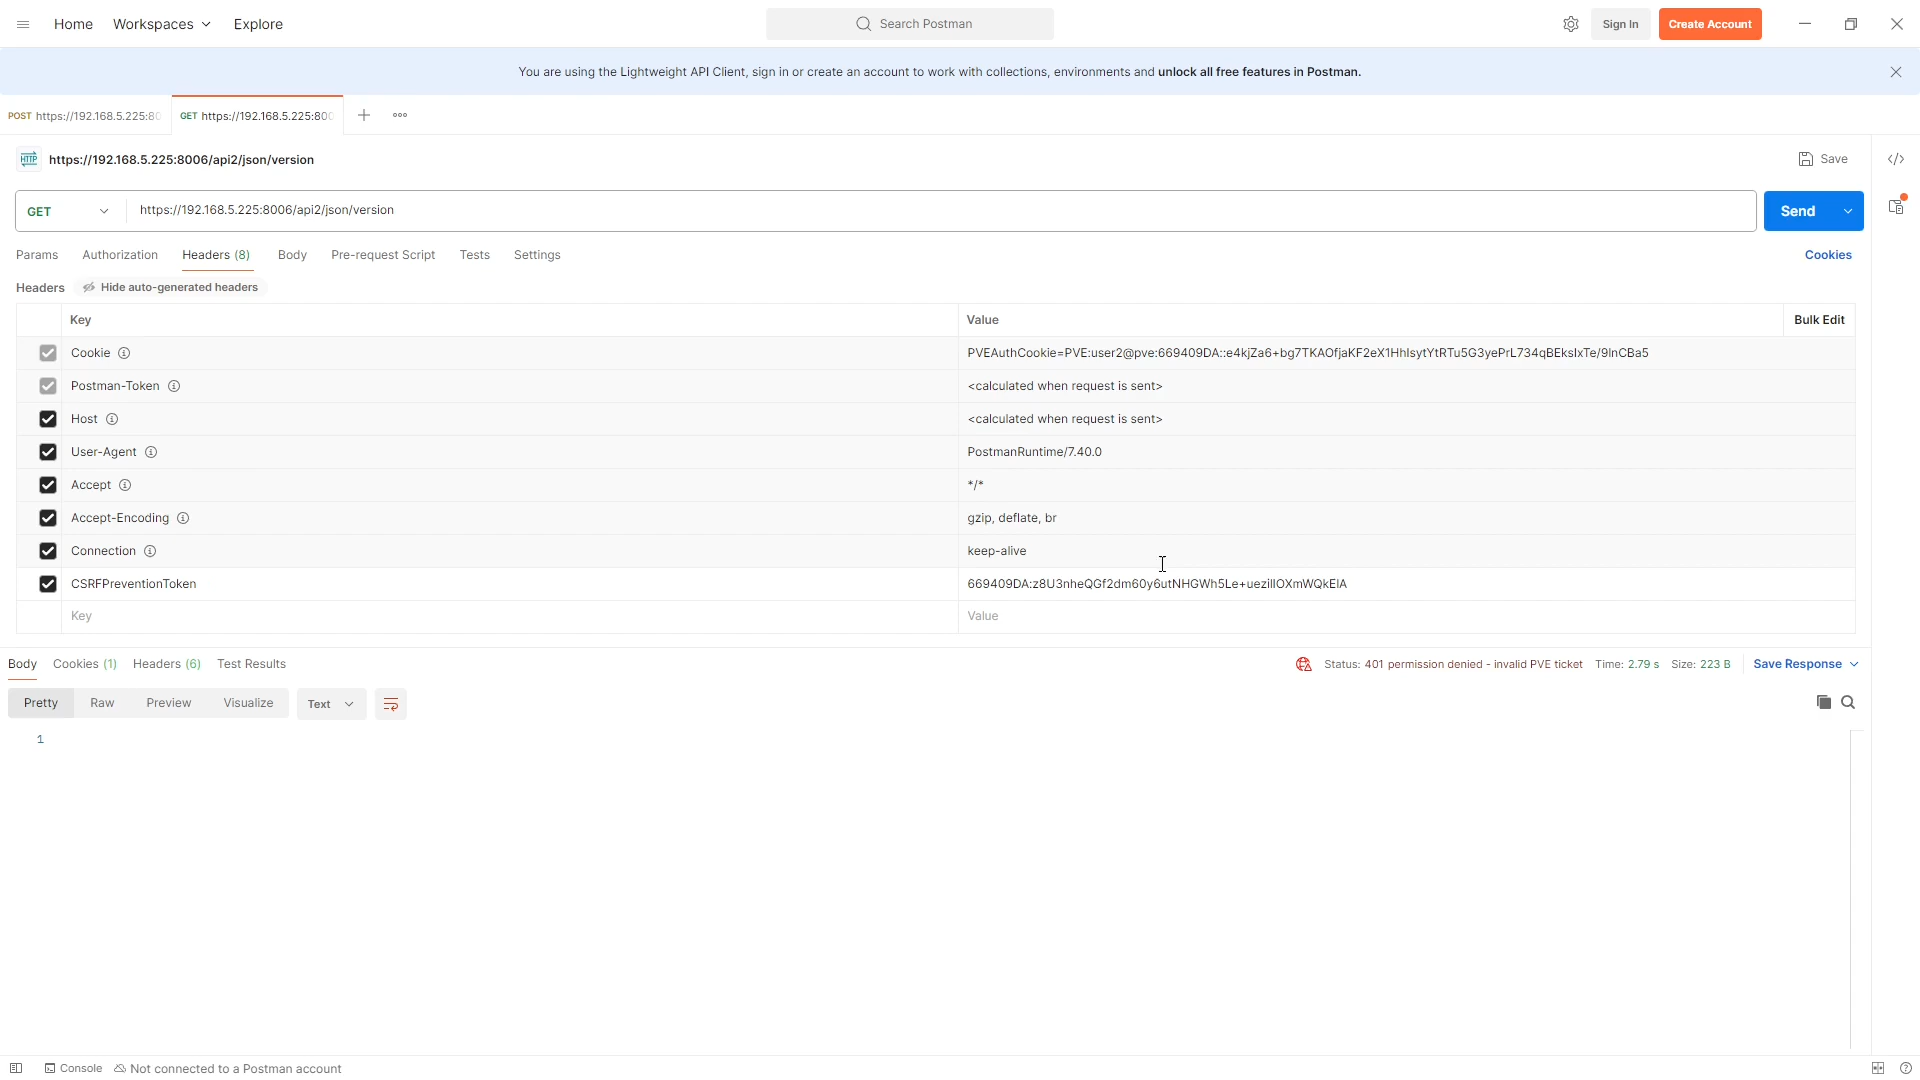 Home Workspaces Explore Search Postman Sign In Create Account
You are using the Lightweight API Client, sign in or create an account to work with collections, environments and unlock all free features in Postman.
POST https://192.168.5.225:80 GET https://192.168.5.225:800
HTTP https://192.168.5.225:8006/api2/json/version Save
GET https://192.168.5.225:8006/api2/json/version Send
Params Authorization Headers (8) Body Pre-request Script Tests Settings Cookies
Headers Hide auto-generated headers
Key Value Bulk Edit
Cookie PVEAuthCookie=PVE:user2@pve:669409DA::e4kjZa6+bg7TKAOfjaKF2eX1HhIsytYtRTu5G3yePrL734qBEksIxTe/9InCBa5
Postman-Token <calculated when request is sent>
Host <calculated when request is sent>
User-Agent PostmanRuntime/7.40.0
Accept */*
Accept-Encoding gzip, deflate, br
Connection keep-alive
CSRFPreventionToken 669409DA:z8U3nheQGf2dm60y6utNHGWh5Le+ueziIIOXmWQkEIA
Key Value
Body Cookies (1) Headers (6) Test Results Status: 401 permission denied - invalid PVE ticket Time: 2.79 s Size: 223 B Save Response
Pretty Raw Preview Visualize Text
1
Console Not connected to a Postman account